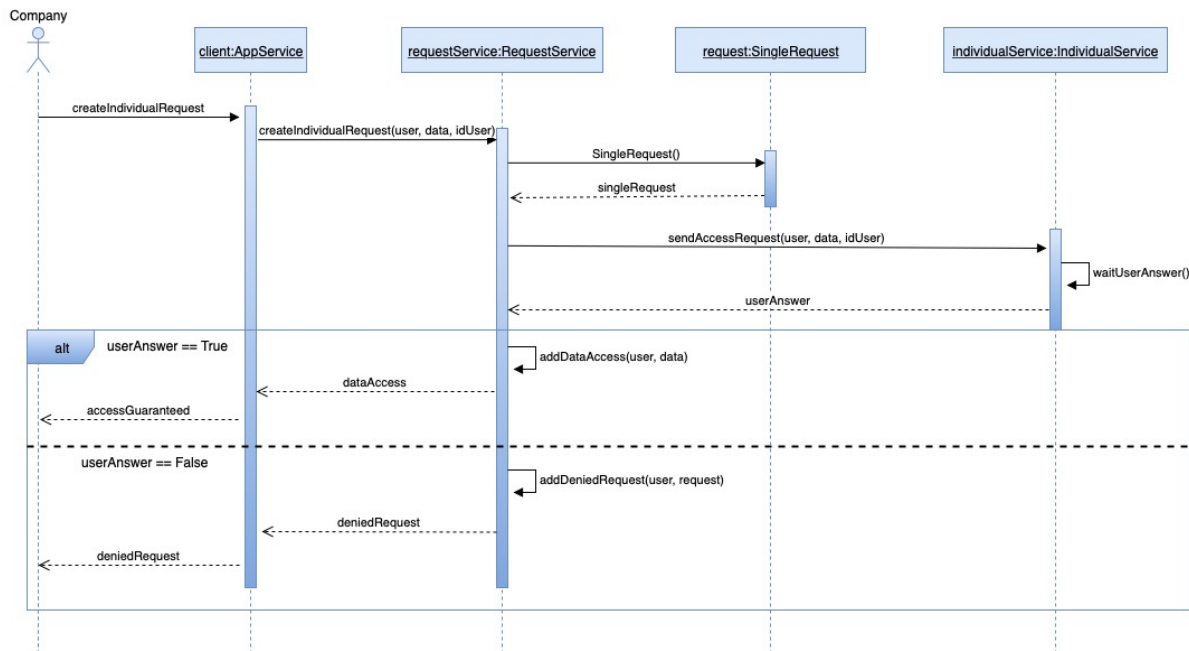 Company
client:AppService
requestService:RequestService
request:SingleRequest
individualService:IndividualService
createIndividualRequest
createIndividualRequest(user, data, idUser)
SingleRequest()
singleRequest
sendAccessRequest(user, data, idUser)
waitUserAnswer()
userAnswer
alt
userAnswer == True
addDataAccess(user, data)
dataAccess
accessGuaranteed
userAnswer == False
addDeniedRequest(user, request)
deniedRequest
deniedRequest